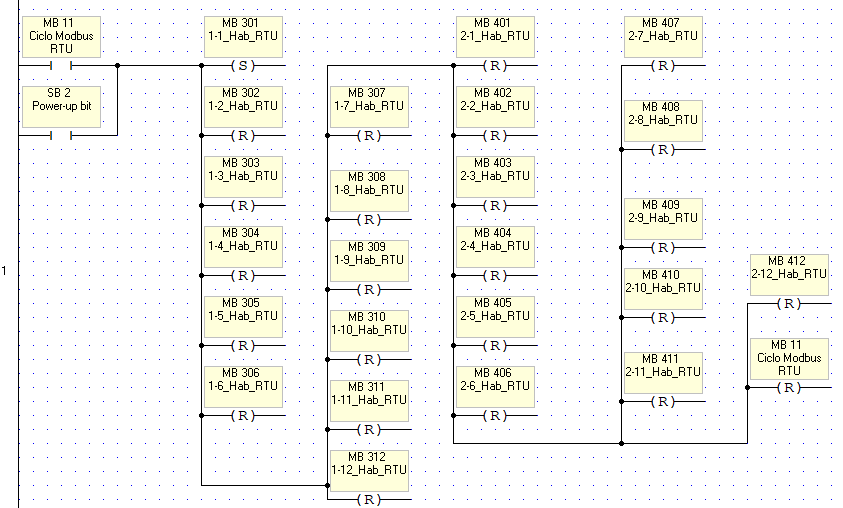 MB 11
Ciclo Modbus
RTU
SB 2
Power-up bit
1
MB 301
1-1_Hab_RTU
(S)
MB 302
1-2_Hab_RTU
(R)
MB 303
1-3_Hab_RTU
(R)
MB 304
1-4_Hab_RTU
(R)
MB 305
1-5_Hab_RTU
(R)
MB 306
1-6_Hab_RTU
(R)
MB 307
1-7_Hab_RTU
(R)
MB 308
1-8_Hab_RTU
(R)
MB 309
1-9_Hab_RTU
(R)
MB 310
1-10_Hab_RTU
(R)
MB 311
1-11_Hab_RTU
(R)
MB 312
1-12_Hab_RTU
(R)
MB 401
2-1_Hab_RTU
(R)
MB 402
2-2_Hab_RTU
(R)
MB 403
2-3_Hab_RTU
(R)
MB 404
2-4_Hab_RTU
(R)
MB 405
2-5_Hab_RTU
(R)
MB 406
2-6_Hab_RTU
(R)
MB 407
2-7_Hab_RTU
(R)
MB 408
2-8_Hab_RTU
(R)
MB 409
2-9_Hab_RTU
(R)
MB 410
2-10_Hab_RTU
(R)
MB 411
2-11_Hab_RTU
(R)
MB 412
2-12_Hab_RTU
(R)
MB 11
Ciclo Modbus
RTU
(R)